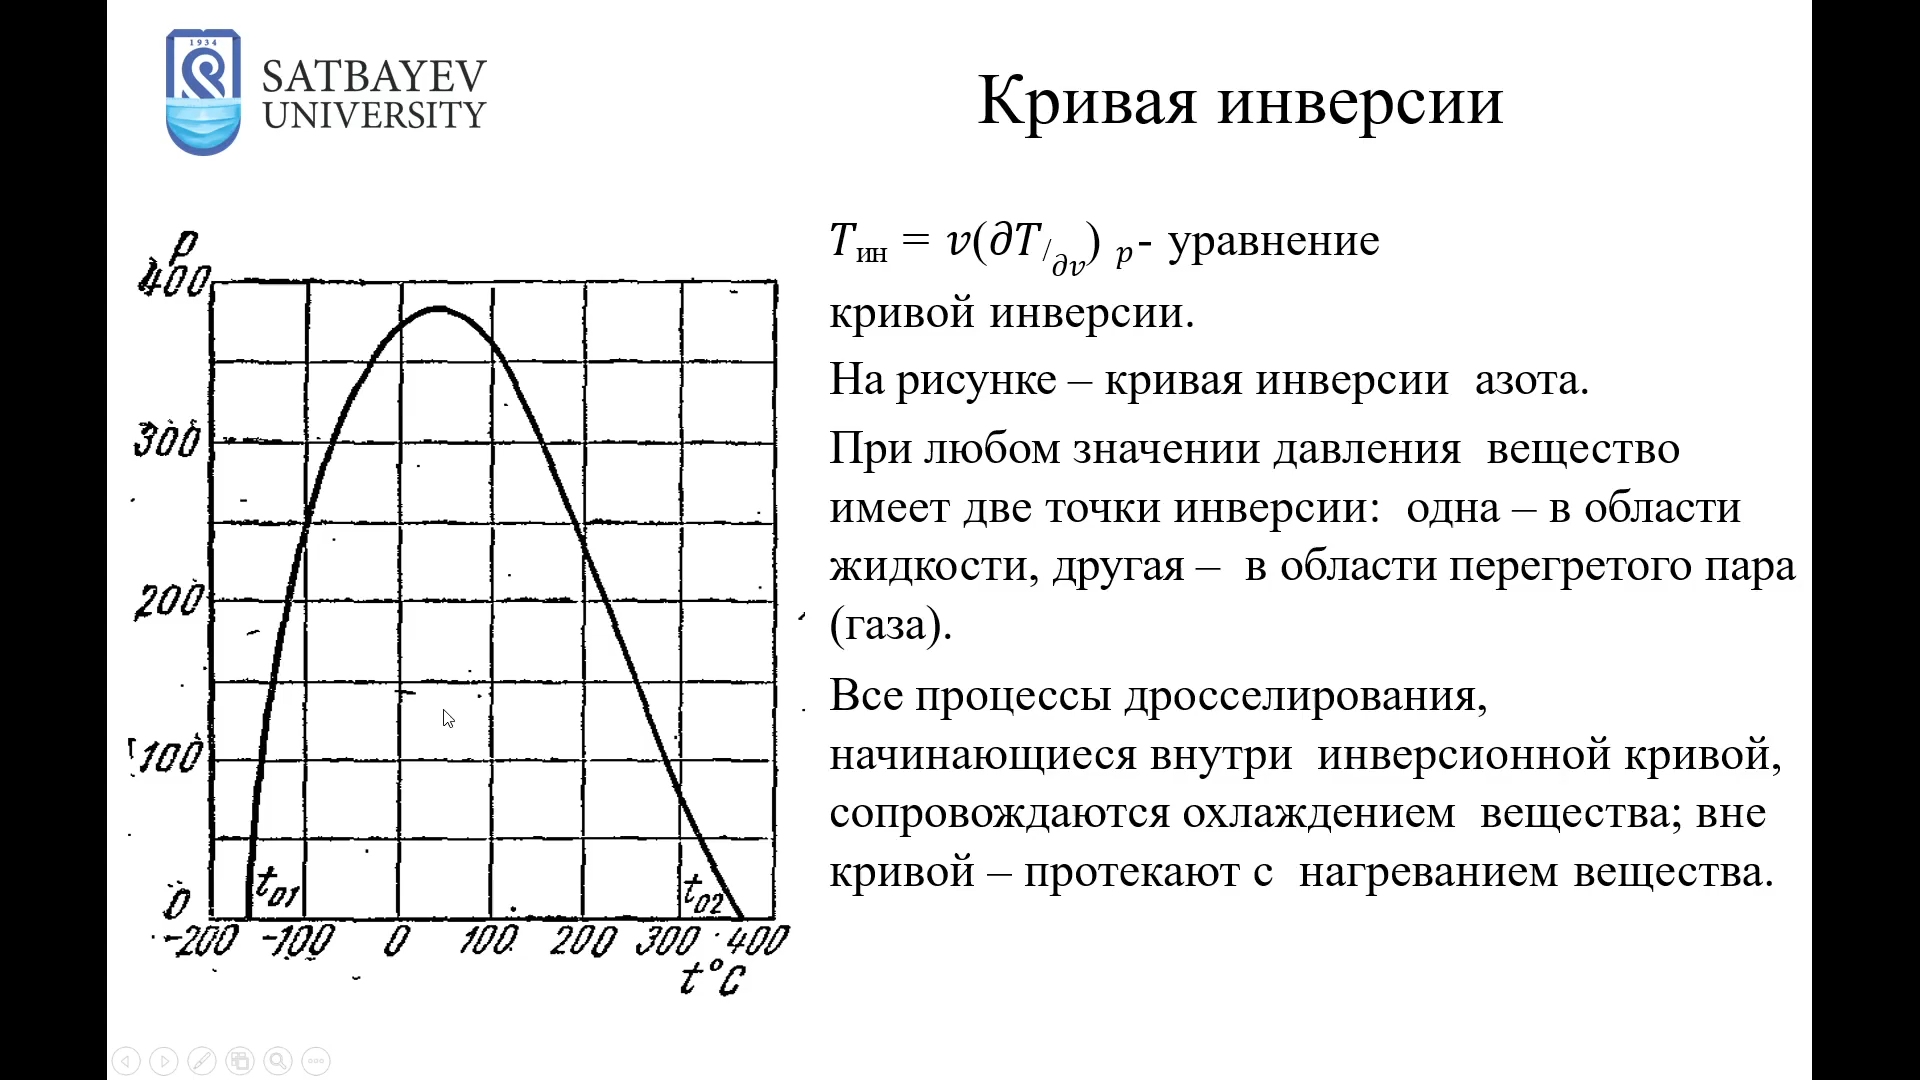 1934
SATBAYEV
UNIVERSITY
Кривая инверсии
p
400
300
200
100
0
t01
t02
-200 -100 0 100 200 300 400
t°C
Tин = v(∂T/∂v) p - уравнение
кривой инверсии.
На рисунке – кривая инверсии азота.
При любом значении давления вещество
имеет две точки инверсии: одна – в области
жидкости, другая – в области перегретого пара
(газа).
Все процессы дросселирования,
начинающиеся внутри инверсионной кривой,
сопровождаются охлаждением вещества; вне
кривой – протекают с нагреванием вещества.